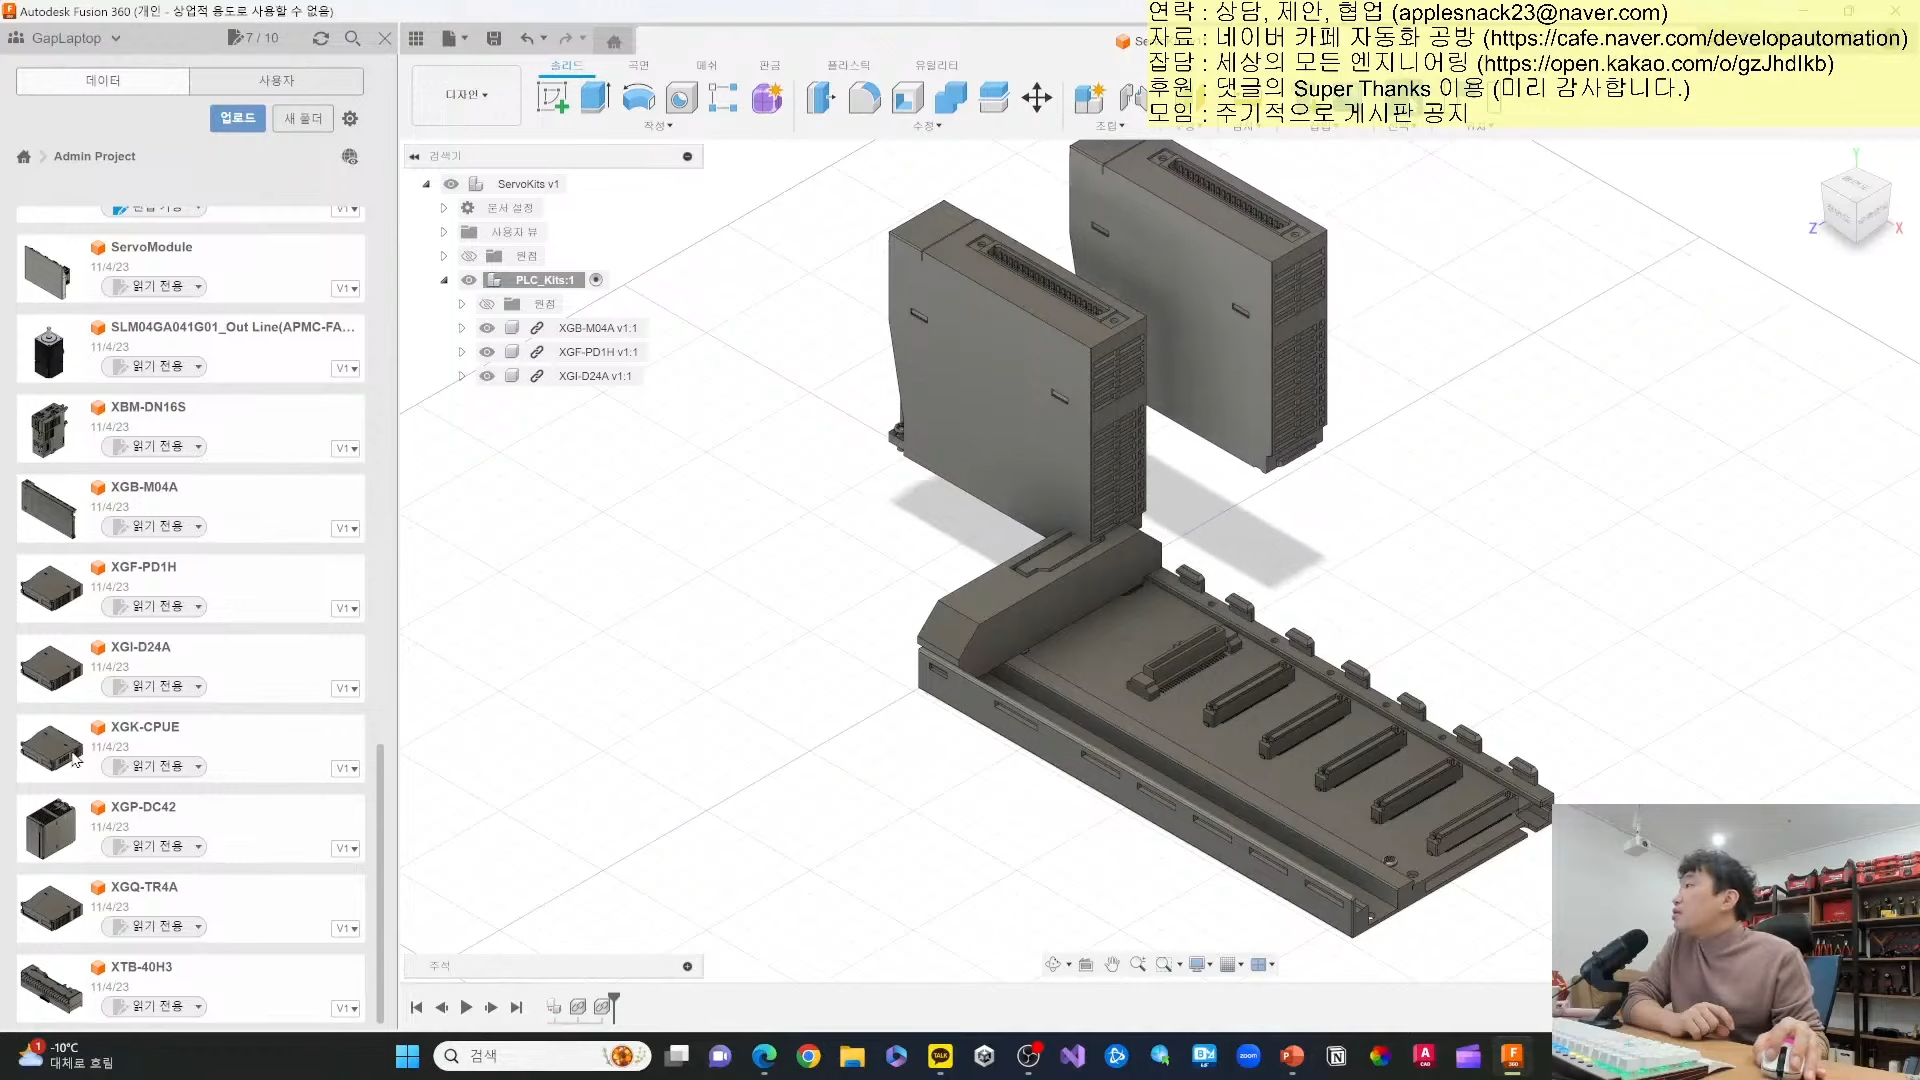 Autodesk Fusion 360 (개인 - 상업적 용도로 사용할 수 없음)
연락 : 상담, 제안, 협업 (applesnack23@naver.com)
자료 : 네이버 카페 자동화 공방 (https://cafe.naver.com/developautomation)
잡담 : 세상의 모든 엔지니어링 (https://open.kakao.com/o/gzJhdIkb)
후원 : 댓글의 Super Thanks 이용 (미리 감사합니다.)
모임 : 주기적으로 게시판 공지
GapLaptop
7 / 10
데이터
사용자
업로드
새 폴더
Admin Project
솔리드
곡면
메쉬
판금
플라스틱
유틸리티
디자인
작성
수정
조립
검색기
ServoKits v1
문서 설정
사용자 뷰
원점
PLC_Kits:1
원점
XGB-M04A v1:1
XGF-PD1H v1:1
XGI-D24A v1:1
V1
ServoModule
11/4/23
읽기 전용
V1
SLM04GA041G01_Out Line(APMC-FA...
11/4/23
읽기 전용
V1
XBM-DN16S
11/4/23
읽기 전용
V1
XGB-M04A
11/4/23
읽기 전용
V1
XGF-PD1H
11/4/23
읽기 전용
V1
XGI-D24A
11/4/23
읽기 전용
V1
XGK-CPUE
11/4/23
읽기 전용
V1
XGP-DC42
11/4/23
읽기 전용
V1
XGQ-TR4A
11/4/23
읽기 전용
V1
XTB-40H3
11/4/23
읽기 전용
V1
Y
Z
X
주석
1
-10°C
대체로 흐림
검색
TALK
zoom